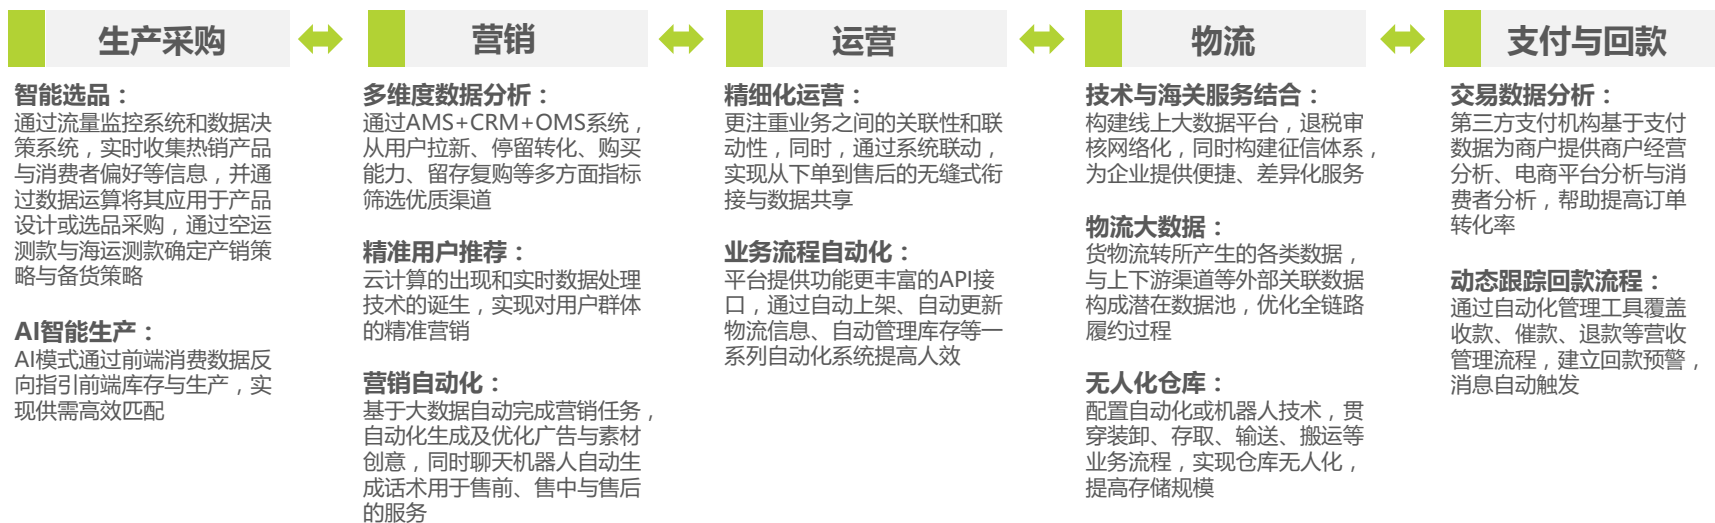 生产采购
智能选品：
通过流量监控系统和数据决
策系统，实时收集热销产品
与消费者偏好等信息，并通
过数据运算将其应用于产品
设计或选品采购，通过空运
测款与海运测款确定产销策
略与备货策略
AI智能生产：
AI模式通过前端消费数据反
向指引前端库存与生产，实
现供需高效匹配
营销
多维度数据分析：
通过AMS+CRM+OMS系统，
从用户拉新、停留转化、购买
能力、留存复购等多方面指标
筛选优质渠道
精准用户推荐：
云计算的出现和实时数据处理
技术的诞生，实现对用户群体
的精准营销
营销自动化：
基于大数据自动完成营销任务，
自动化生成及优化广告与素材
创意，同时聊天机器人自动生
成话术用于售前、售中与售后
的服务
运营
精细化运营：
更注重业务之间的关联性和联
动性，同时，通过系统联动，
实现从下单到售后的无缝式衔
接与数据共享
业务流程自动化：
平台提供功能更丰富的API接
口，通过自动上架、自动更新
物流信息、自动管理库存等一
系列自动化系统提高人效
物流
技术与海关服务结合：
构建线上大数据平台，退税审
核网络化，同时构建征信体系，
为企业提供便捷、差异化服务
物流大数据：
货物流转所产生的各类数据，
与上下游渠道等外部关联数据
构成潜在数据池，优化全链路
履约过程
无人化仓库：
配置自动化或机器人技术，贯
穿装卸、存取、输送、搬运等
业务流程，实现仓库无人化，
提高存储规模
支付与回款
交易数据分析：
第三方支付机构基于支付
数据为商户提供商户经营
分析、电商平台分析与消
费者分析，帮助提高订单
转化率
动态跟踪回款流程：
通过自动化管理工具覆盖
收款、催款、退款等营收
管理流程，建立回款预警，
消息自动触发